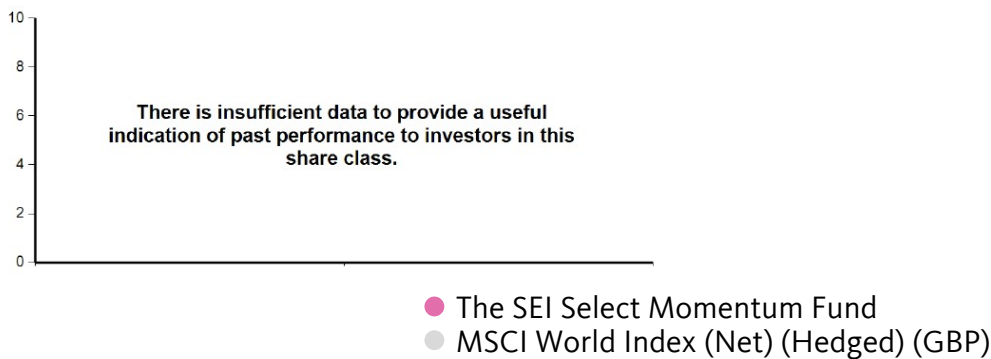 10
8
6
4
2
0
There is insufficient data to provide a useful
indication of past performance to investors in this
share class.
The SEI Select Momentum Fund
MSCI World Index (Net) (Hedged) (GBP)